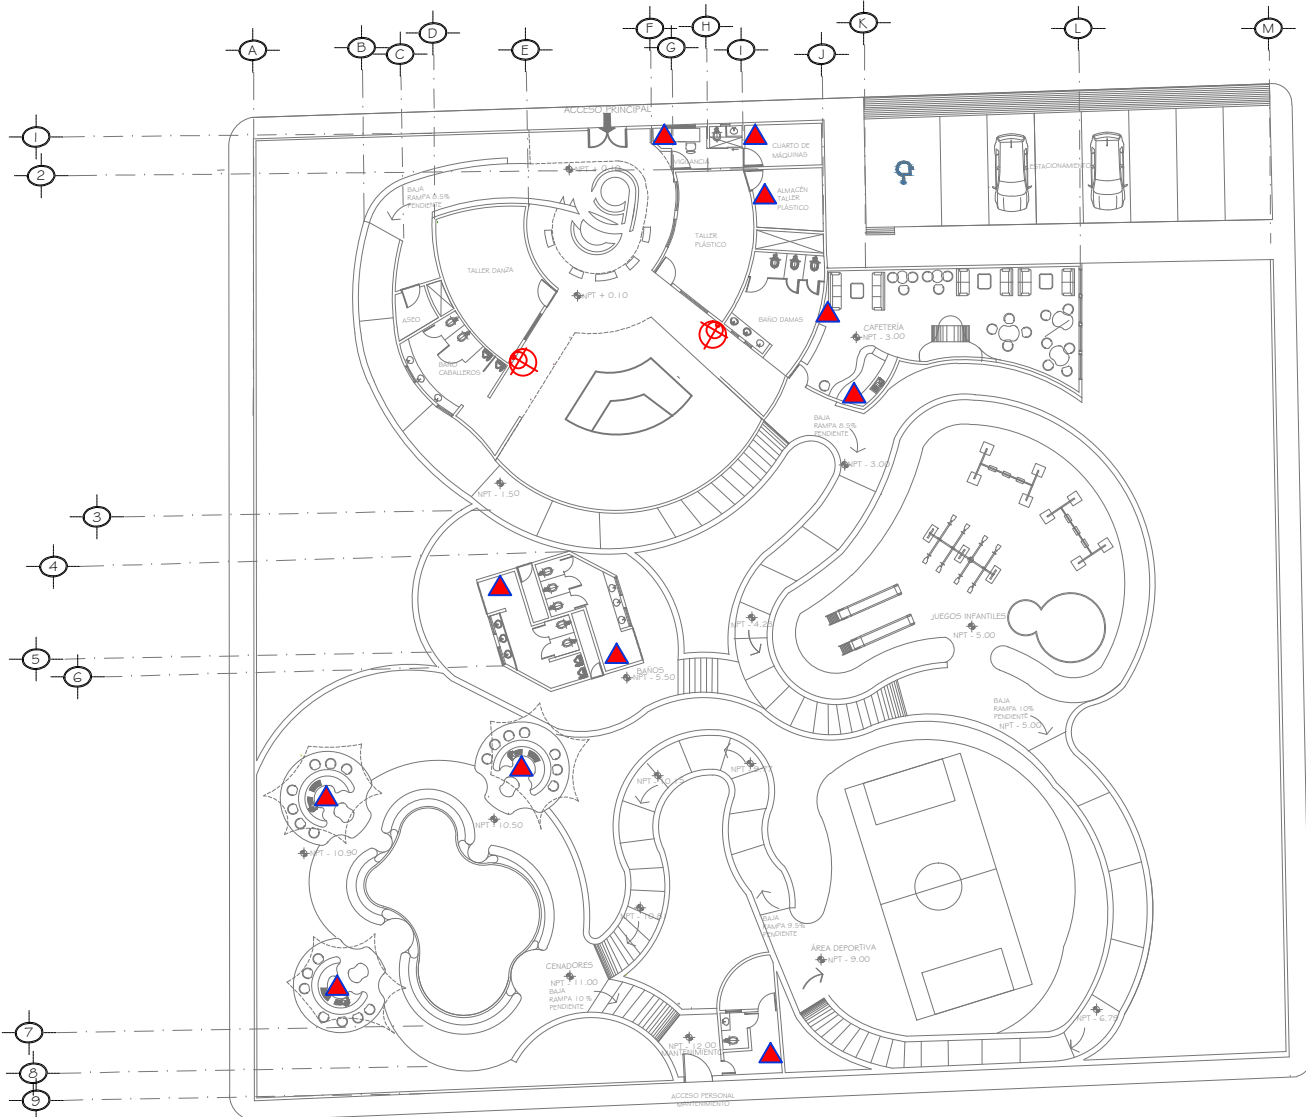 A
B
C
D
E
F
G
H
I
J
K
L
M
1
2
3
4
5
6
7
8
9
ACCESO PRINCIPAL
VIGILANCIA
CUARTO DE
MÁQUINAS
ESTACIONAMIENTO
BAJA
RAMPA 8.5%
PENDIENTE
ALMACÉN
TALLER
PLÁSTICO
TALLER
PLÁSTICO
TALLER DANZA
NPT + 0.10
ASEO
BAÑO DAMAS
CAFETERÍA
NPT - 3.00
BAÑO
CABALLEROS
BAJA
RAMPA 8.5%
PENDIENTE
NPT - 3.00
NPT - 1.50
JUEGOS INFANTILES
NPT - 5.00
NPT - 4.25
BAÑOS
NPT - 5.50
BAJA
RAMPA 10%
PENDIENTE
NPT - 5.00
NPT - 10.50
NPT - 10.90
BAJA
RAMPA 9.5%
PENDIENTE
ÁREA DEPORTIVA
NPT - 9.00
CENADORES
NPT - 11.00
BAJA
RAMPA 10 %
PENDIENTE
NPT - 6.75
NPT - 12.00
MANTENIMIENTO
ACCESO PERSONAL
MANTENIMIENTO